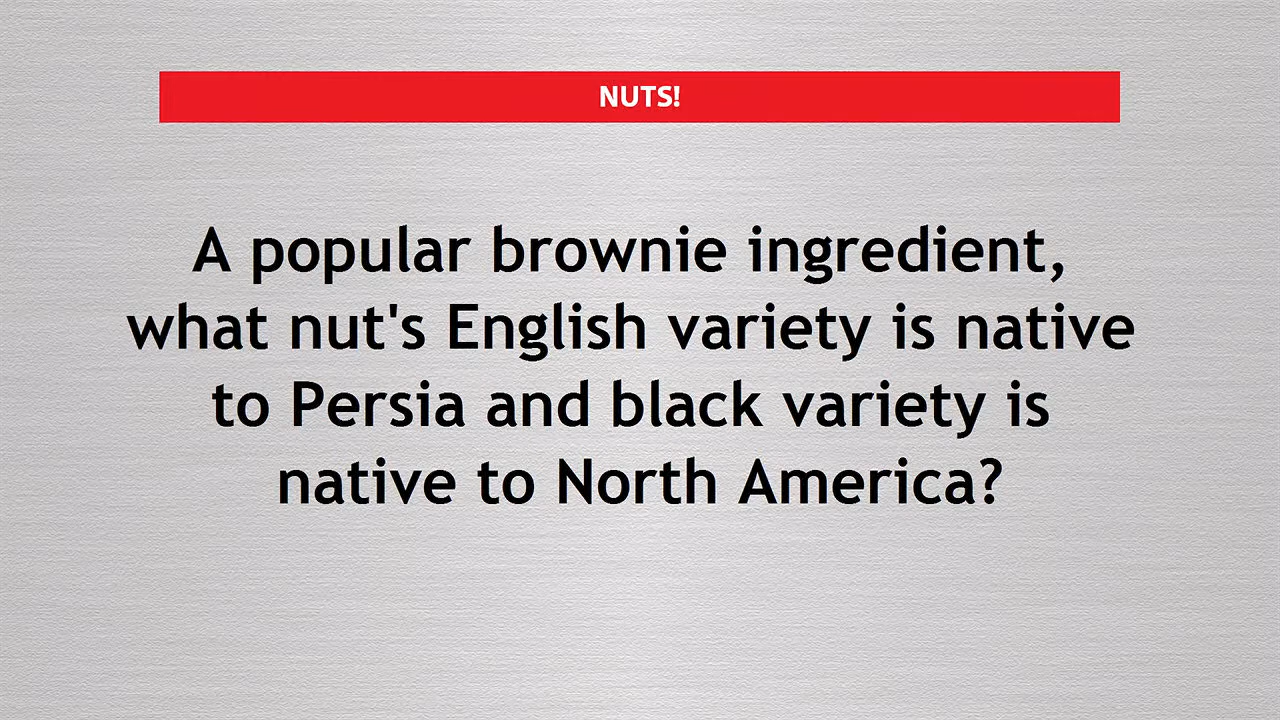 NUTS!
A popular brownie ingredient,
what nut's English variety is native
to Persia and black variety is
native to North America?